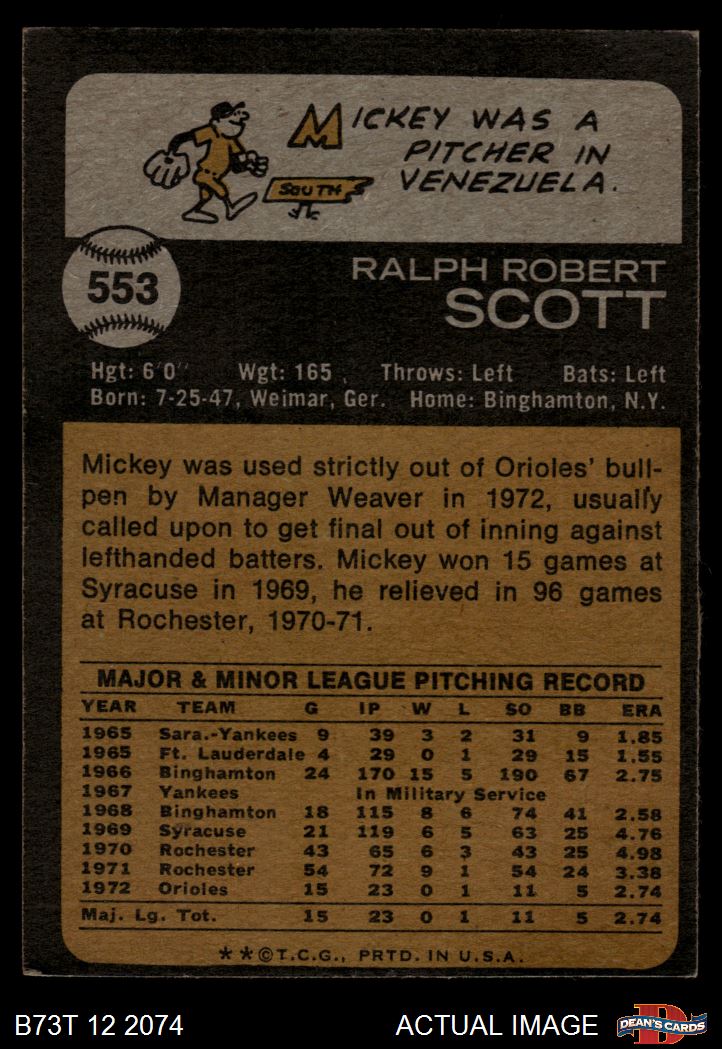 MICKEY WAS A
PITCHER IN
VENEZUELA.
SOUTH
553
RALPH ROBERT
SCOTT
Hgt: 6'0" Wgt: 165 Throws: Left Bats: Left
Born: 7-25-47, Weimar, Ger. Home: Binghamton, N.Y.
Mickey was used strictly out of Orioles' bull-
pen by Manager Weaver in 1972, usually
called upon to get final out of inning against
lefthanded batters. Mickey won 15 games at
Syracuse in 1969, he relieved in 96 games
at Rochester, 1970-71.
MAJOR & MINOR LEAGUE PITCHING RECORD
YEAR TEAM G IP W L SO BB ERA
1965 Sara.-Yankees 9 39 3 2 31 9 1.85
1965 Ft. Lauderdale 4 29 0 1 29 15 1.55
1966 Binghamton 24 170 15 5 190 67 2.75
1967 Yankees In Military Service
1968 Binghamton 18 115 8 6 74 41 2.58
1969 Syracuse 21 119 6 5 63 25 4.76
1970 Rochester 43 65 6 3 43 25 4.98
1971 Rochester 54 72 9 1 54 24 3.38
1972 Orioles 15 23 0 1 11 5 2.74
Maj. Lg. Tot. 15 23 0 1 11 5 2.74
**©T.C.G., PRTD. IN U.S.A.
B73T 12 2074 ACTUAL IMAGE
D
DEAN'S CARDS